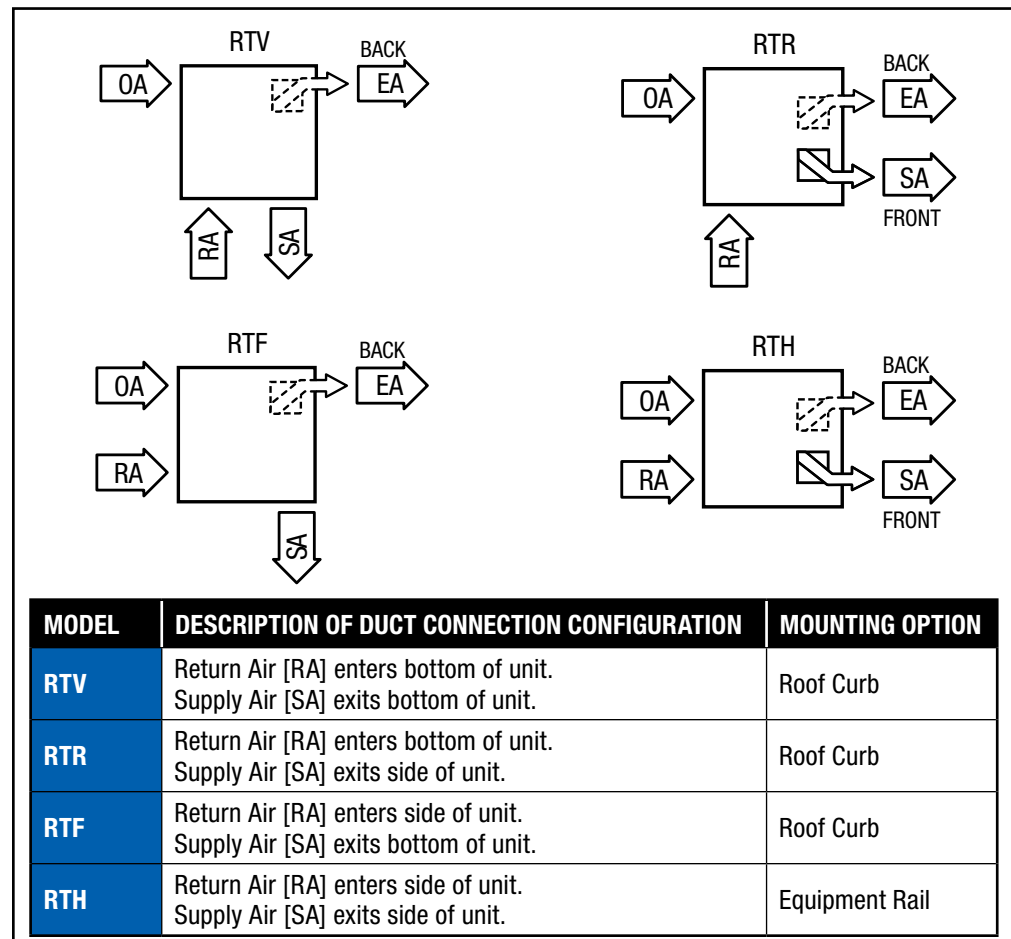 RTV
BACK
OA
EA
RA
SA
RTR
BACK
OA
EA
SA
FRONT
RA
RTF
BACK
OA
EA
RA
SA
RTH
BACK
OA
EA
RA
SA
FRONT
MODEL DESCRIPTION OF DUCT CONNECTION CONFIGURATION MOUNTING OPTION
RTV
Return Air [RA] enters bottom of unit.
Supply Air [SA] exits bottom of unit.
Roof Curb
RTR
Return Air [RA] enters bottom of unit.
Supply Air [SA] exits side of unit.
Roof Curb
RTF
Return Air [RA] enters side of unit.
Supply Air [SA] exits bottom of unit.
Roof Curb
RTH
Return Air [RA] enters side of unit.
Supply Air [SA] exits side of unit.
Equipment Rail